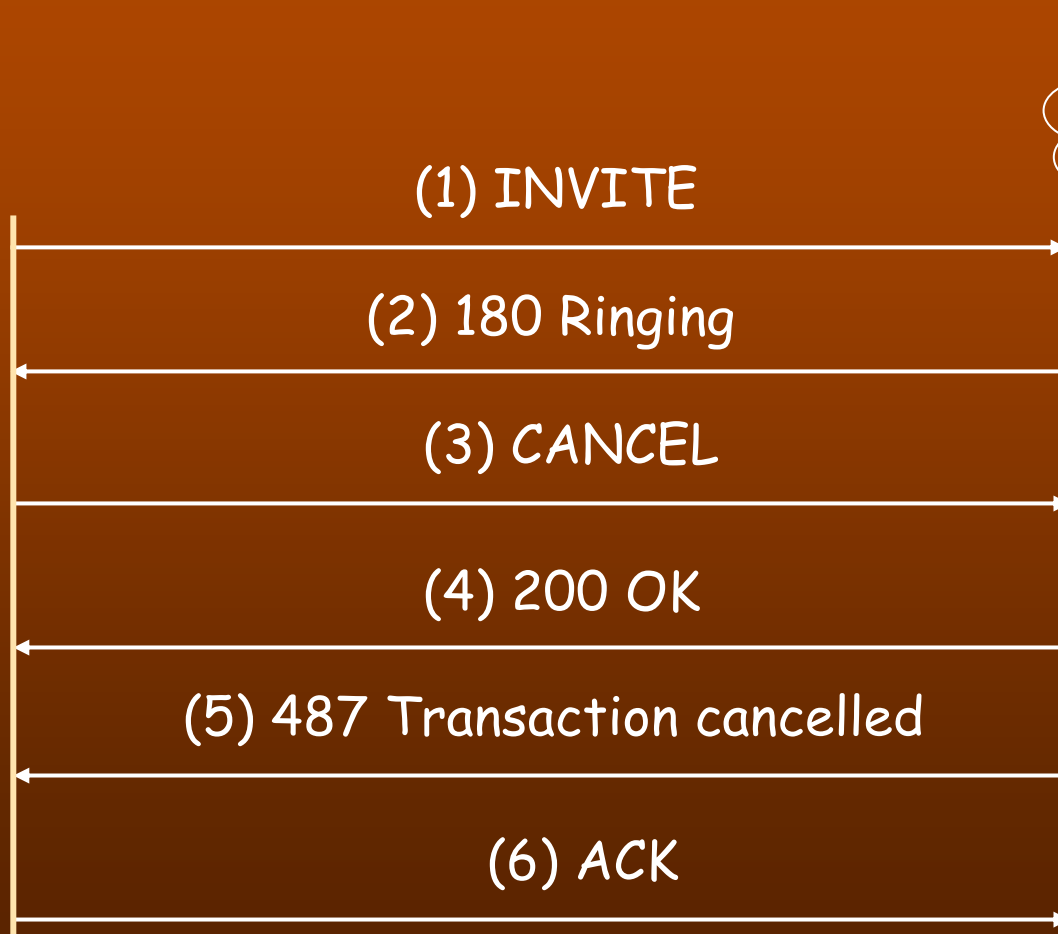 (1) INVITE
(2) 180 Ringing
(3) CANCEL
(4) 200 OK
(5) 487 Transaction cancelled
(6) ACK